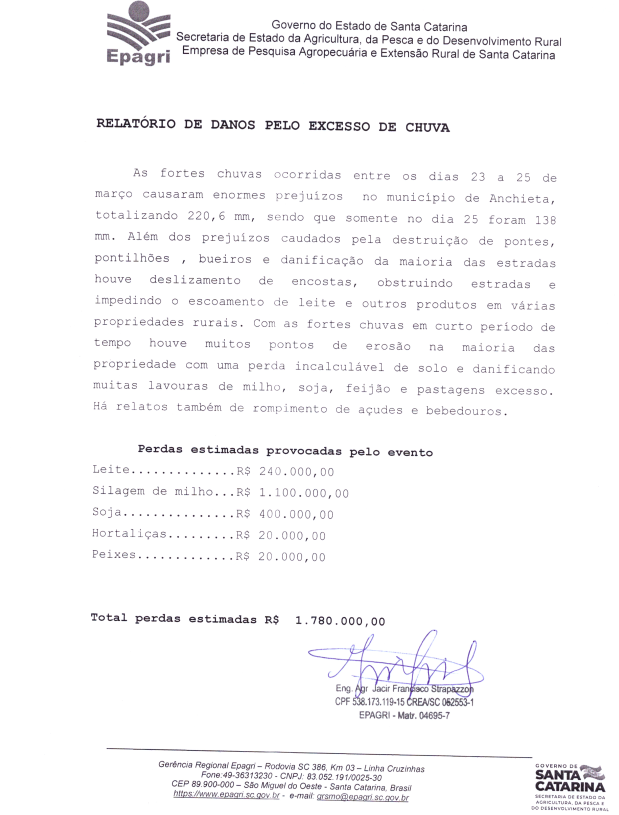 Epagri
Governo do Estado de Santa Catarina
Secretaria de Estado da Agricultura, da Pesca e do Desenvolvimento Rural
Empresa de Pesquisa Agropecuária e Extensão Rural de Santa Catarina
RELATÓRIO DE DANOS PELO EXCESSO DE CHUVA
As fortes chuvas ocorridas entre os dias 23 a 25 de
março causaram enormes prejuízos no município de Anchieta,
totalizando 220,6 mm, sendo que somente no dia 25 foram 138
mm. Além dos prejuízos caudados pela destruição de pontes,
pontilhões , bueiros e danificação da maioria das estradas
houve deslizamento de encostas, obstruindo estradas e
impedindo o escoamento de leite e outros produtos em várias
propriedades rurais. Com as fortes chuvas em curto período de
tempo houve muitos pontos de erosão na maioria das
propriedade com uma perda incalculável de solo e danificando
muitas lavouras de milho, soja, feijão e pastagens excesso.
Há relatos também de rompimento de açudes e bebedouros.
Perdas estimadas provocadas pelo evento
Leite..............R$ 240.000,00
Silagem de milho...R$ 1.100.000,00
Soja...............R$ 400.000,00
Hortaliças.........R$ 20.000,00
Peixes.............R$ 20.000,00
Total perdas estimadas R$ 1.780.000,00
Eng. Agr Jacir Francisco Strapazzon
CPF 538.173.119-15 CREA/SC 062553-1
EPAGRI - Matr. 04695-7
Gerência Regional Epagri – Rodovia SC 386, Km 03 – Linha Cruzinhas
Fone:49-36313230 - CNPJ: 83.052.191/0025-30
CEP 89.900-000 – São Miguel do Oeste - Santa Catarina, Brasil
https://www.epagri.sc.gov.br - e-mail: grsmo@epagri.sc.gov.br
GOVERNO DE
SANTA
CATARINA
SECRETARIA DE ESTADO DA
AGRICULTURA, DA PESCA E
DO DESENVOLVIMENTO RURAL